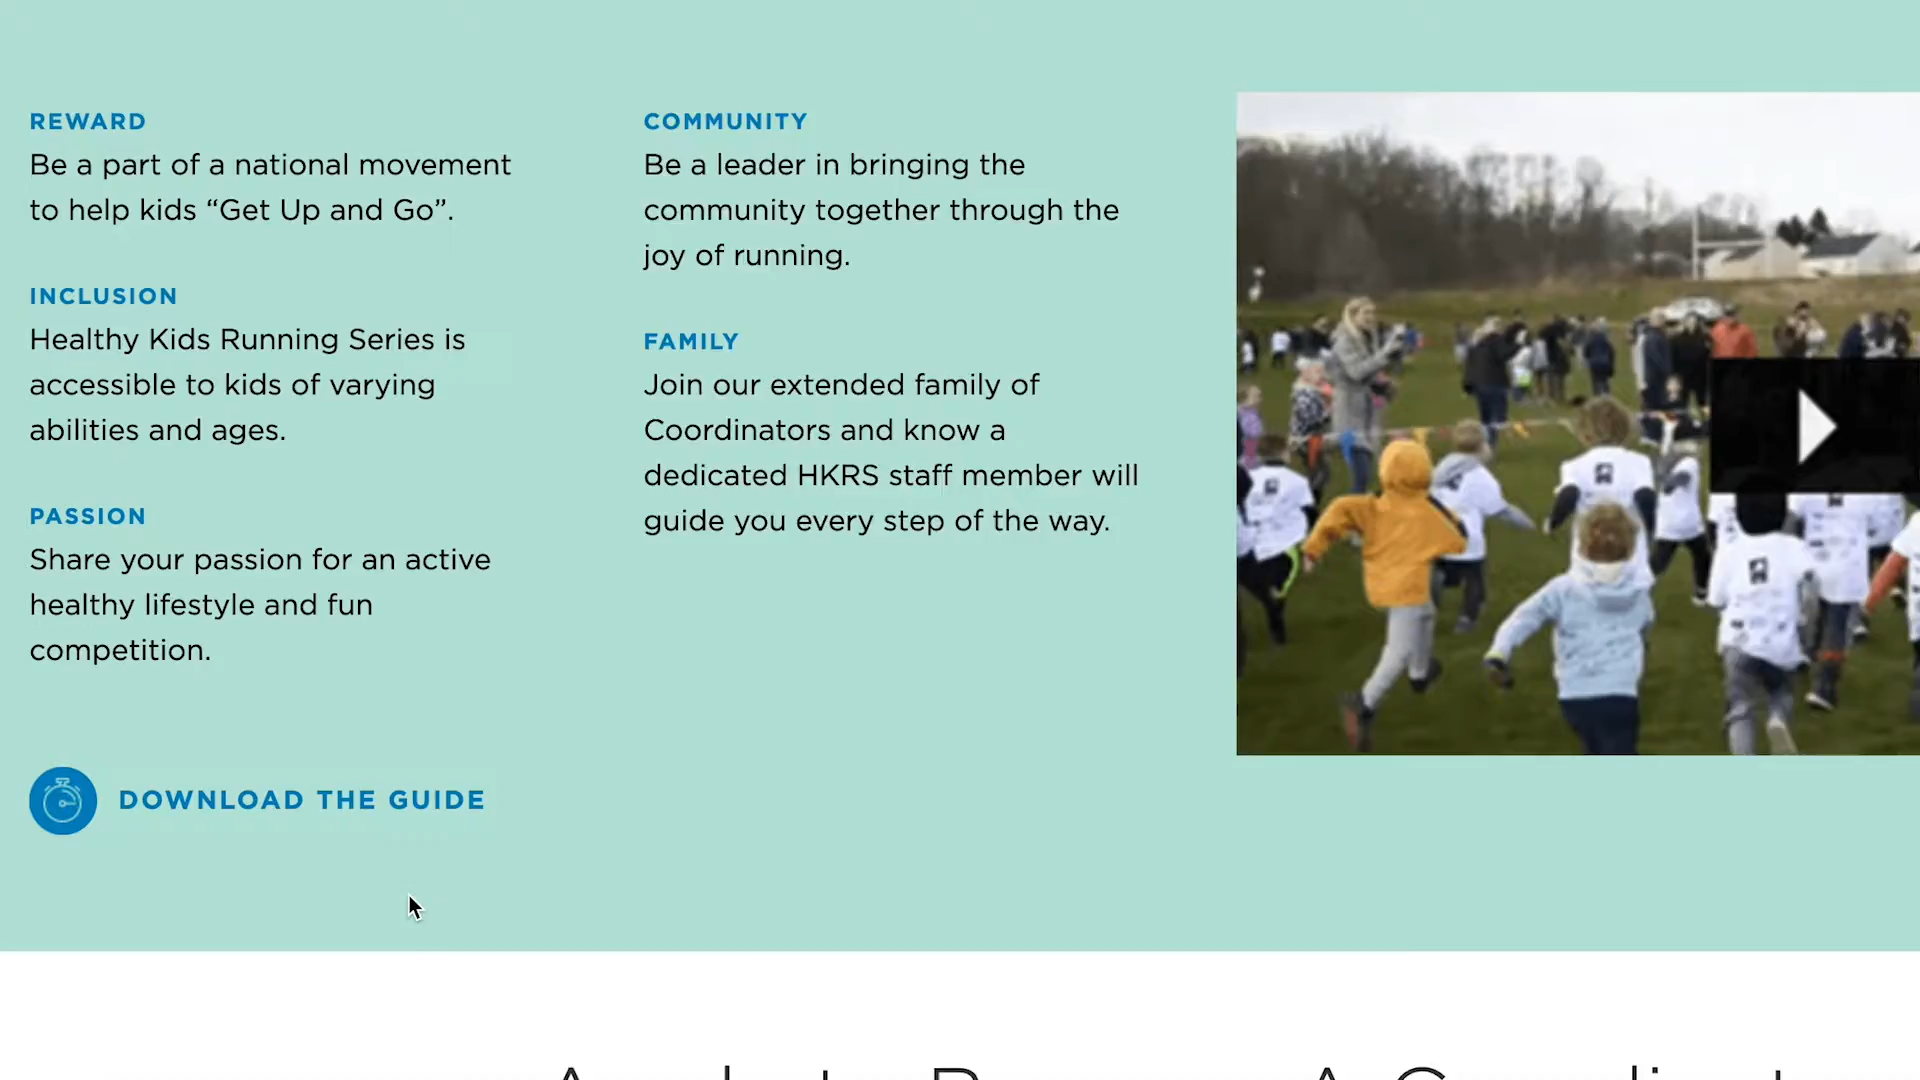 REWARD
Be a part of a national movement
to help kids “Get Up and Go”.
INCLUSION
Healthy Kids Running Series is
accessible to kids of varying
abilities and ages.
PASSION
Share your passion for an active
healthy lifestyle and fun
competition.
COMMUNITY
Be a leader in bringing the
community together through the
joy of running.
FAMILY
Join our extended family of
Coordinators and know a
dedicated HKRS staff member will
guide you every step of the way.
DOWNLOAD THE GUIDE